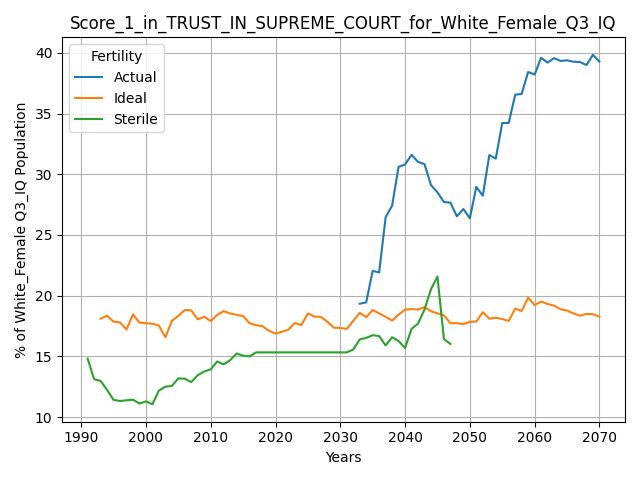 Score_1_in_TRUST_IN_SUPREME_COURT_for_White_Female_Q3_IQ
Fertility
Actual
Ideal
Sterile
% of White_Female Q3_IQ Population
40
35
30
25
20
15
10
1990 2000 2010 2020 2030 2040 2050 2060 2070
Years